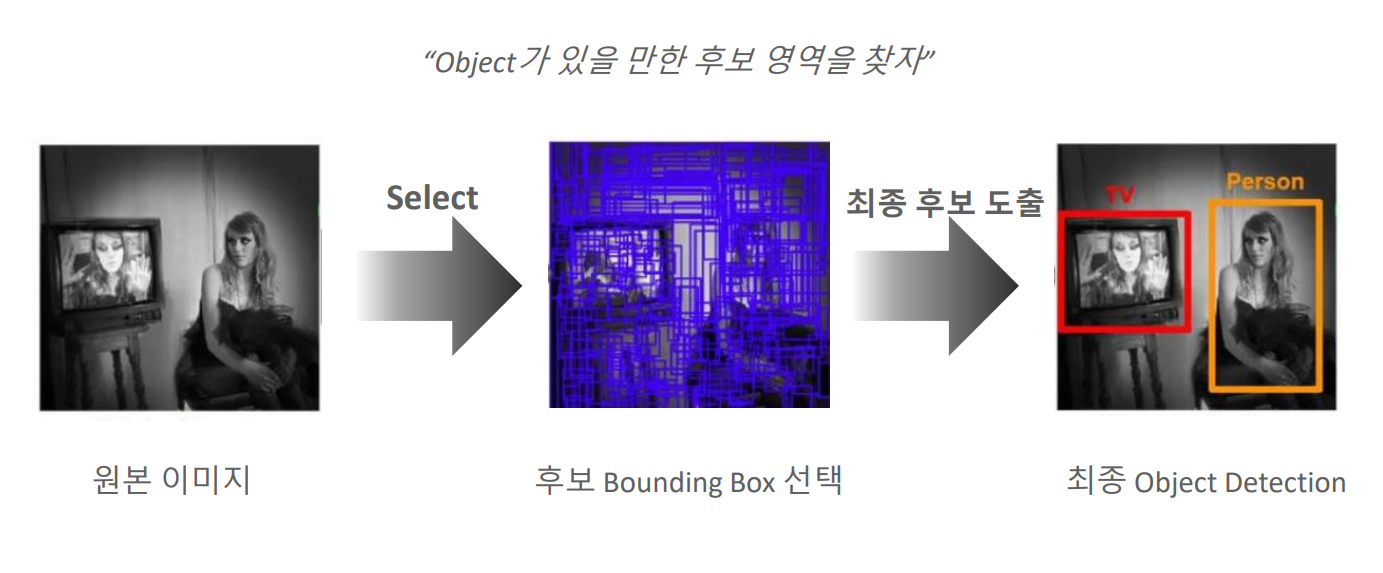 “Object가 있을 만한 후보 영역을 찾자”
Select
최종 후보 도출
TV
Person
원본 이미지
후보 Bounding Box 선택
최종 Object Detection